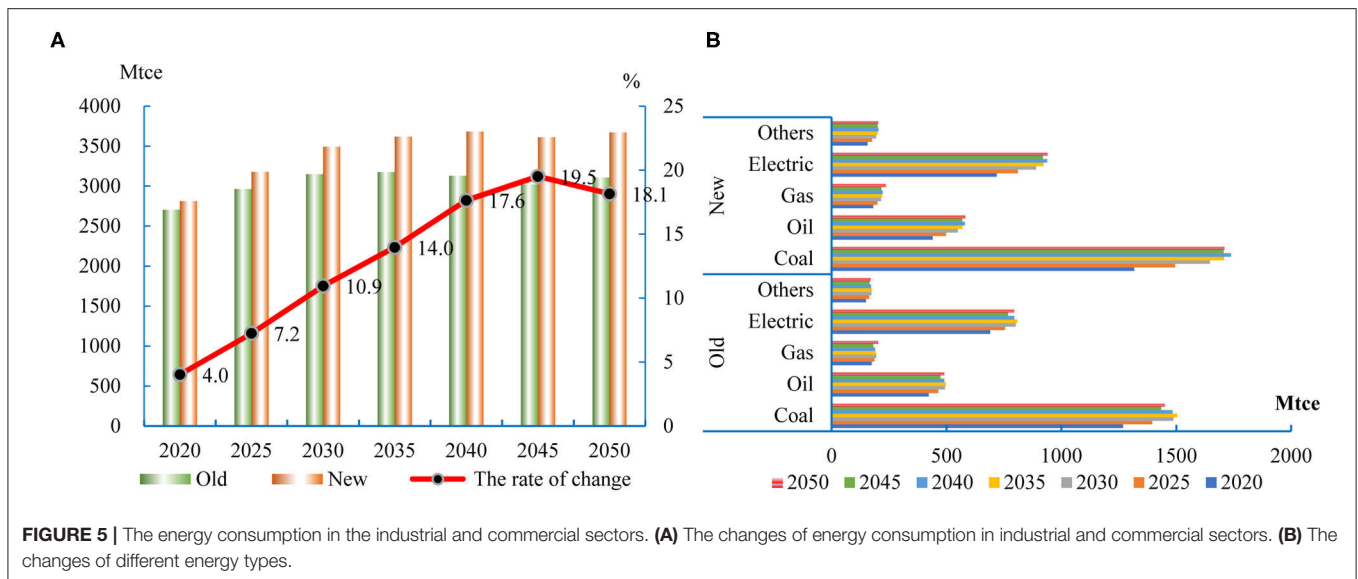 A
Mtce
%
4000
3500
3000
2500
2000
1500
1000
500
0
25
20
15
10
5
0
4.0
7.2
10.9
14.0
17.6
19.5
18.1
2020 2025 2030 2035 2040 2045 2050
Old New The rate of change
B
New
Others
Electric
Gas
Oil
Coal
Old
Others
Electric
Gas
Oil
Coal
Mtce
0 500 1000 1500 2000
2050 2045 2040 2035 2030 2025 2020
FIGURE 5 | The energy consumption in the industrial and commercial sectors. (A) The changes of energy consumption in industrial and commercial sectors. (B) The
changes of different energy types.